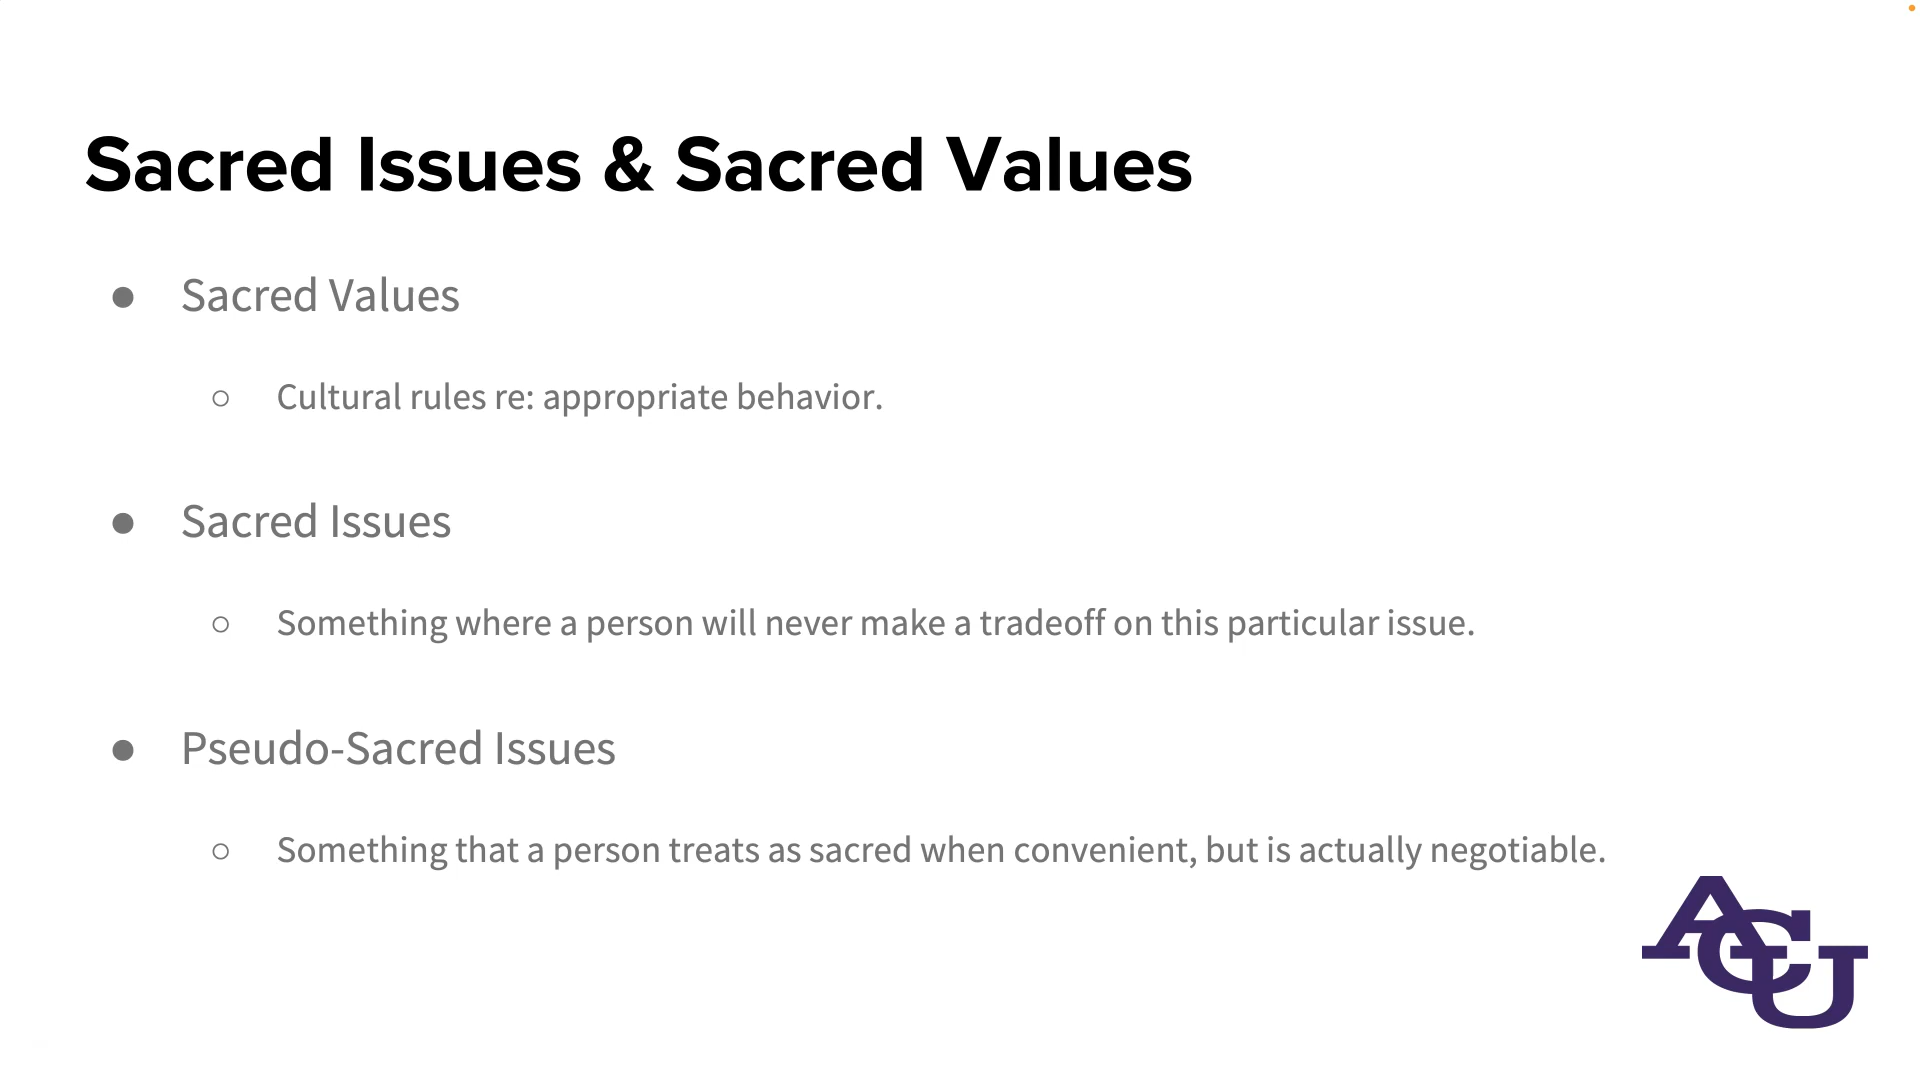 Sacred Issues & Sacred Values
● Sacred Values
○ Cultural rules re: appropriate behavior.
● Sacred Issues
○ Something where a person will never make a tradeoff on this particular issue.
● Pseudo-Sacred Issues
○ Something that a person treats as sacred when convenient, but is actually negotiable.
ACU